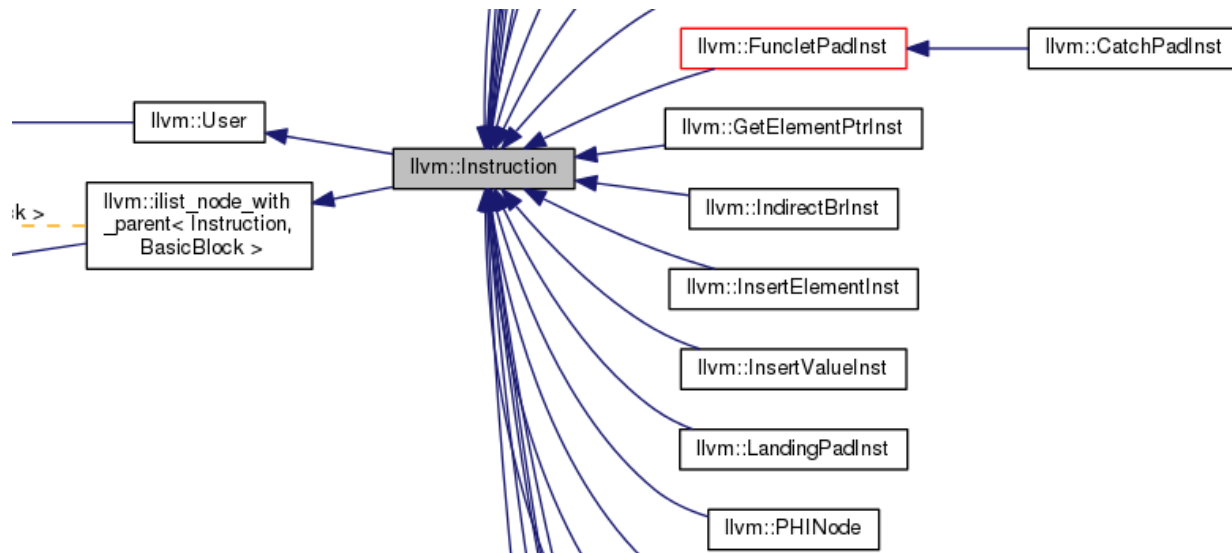 llvm::FuncletPadInst
llvm::CatchPadInst
llvm::User
llvm::GetElementPtrInst
llvm::Instruction
llvm::ilist_node_with
_parent< Instruction,
BasicBlock >
llvm::IndirectBrInst
llvm::InsertElementInst
llvm::InsertValueInst
llvm::LandingPadInst
llvm::PHINode